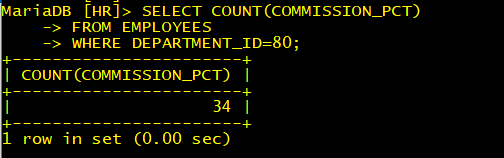 MariaDB [HR]> SELECT COUNT(COMMISSION_PCT)
    -> FROM EMPLOYEES
    -> WHERE DEPARTMENT_ID=80;
+-----------------------+
| COUNT(COMMISSION_PCT) |
+-----------------------+
|                    34 |
+-----------------------+
1 row in set (0.00 sec)